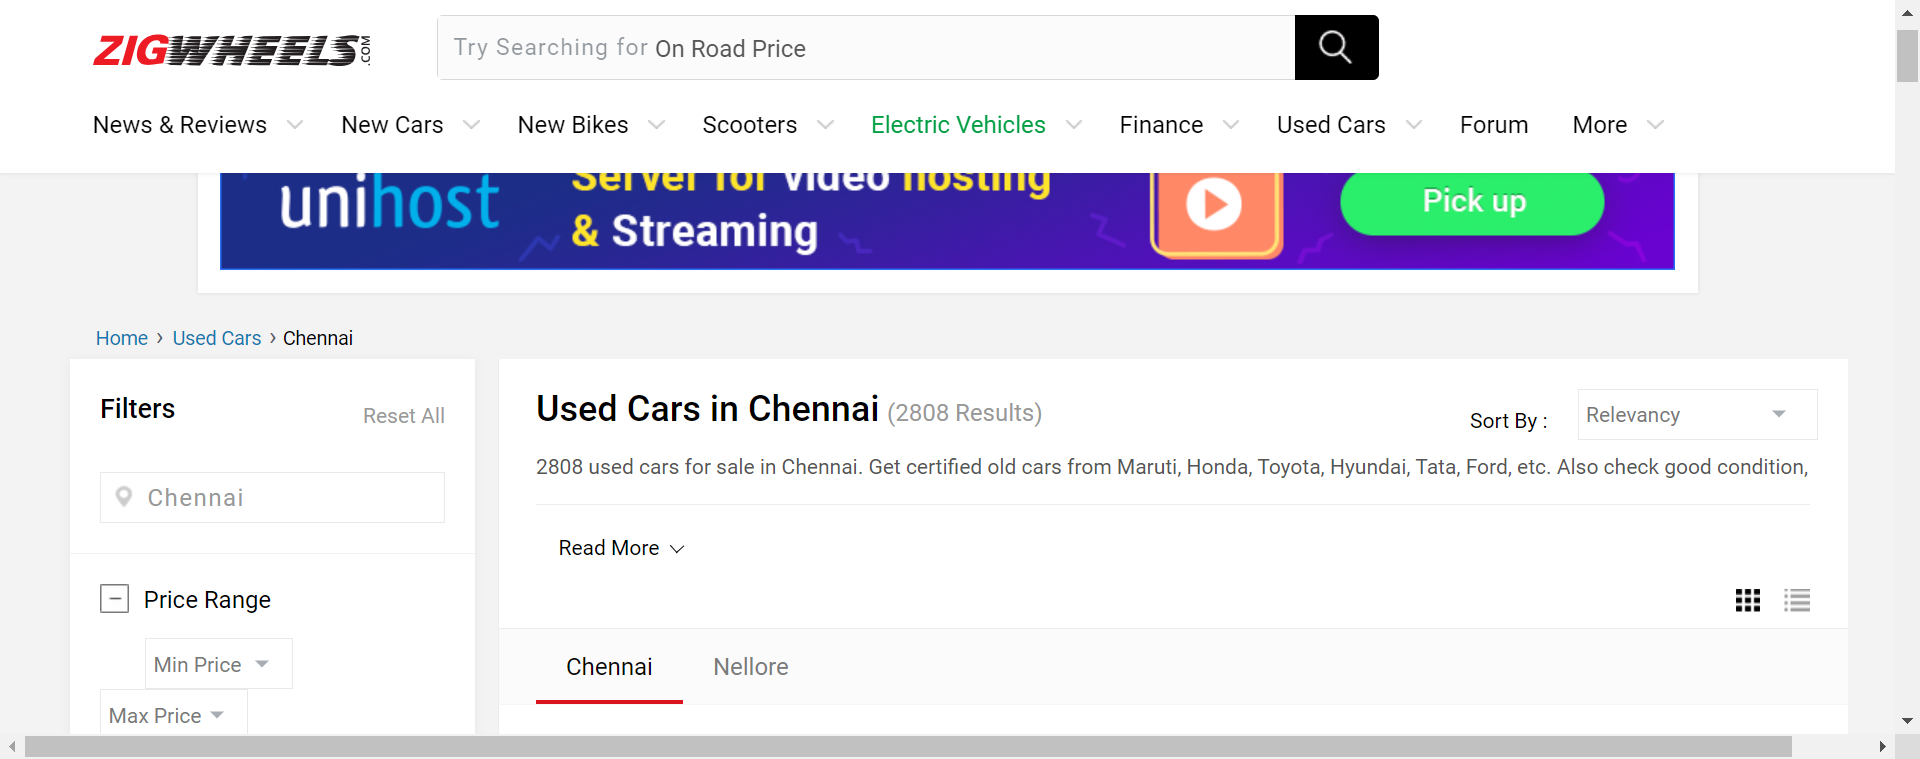 ZIGWHEELS.COM
Try Searching for On Road Price
News & Reviews New Cars New Bikes Scooters Electric Vehicles Finance Used Cars Forum More
unihost
Server for video hosting
& Streaming
Pick up
Home › Used Cars › Chennai
Filters
Reset All
Chennai
Price Range
Min Price
Max Price
Used Cars in Chennai (2808 Results)
Sort By :
Relevancy
2808 used cars for sale in Chennai. Get certified old cars from Maruti, Honda, Toyota, Hyundai, Tata, Ford, etc. Also check good condition,
Read More
Chennai Nellore